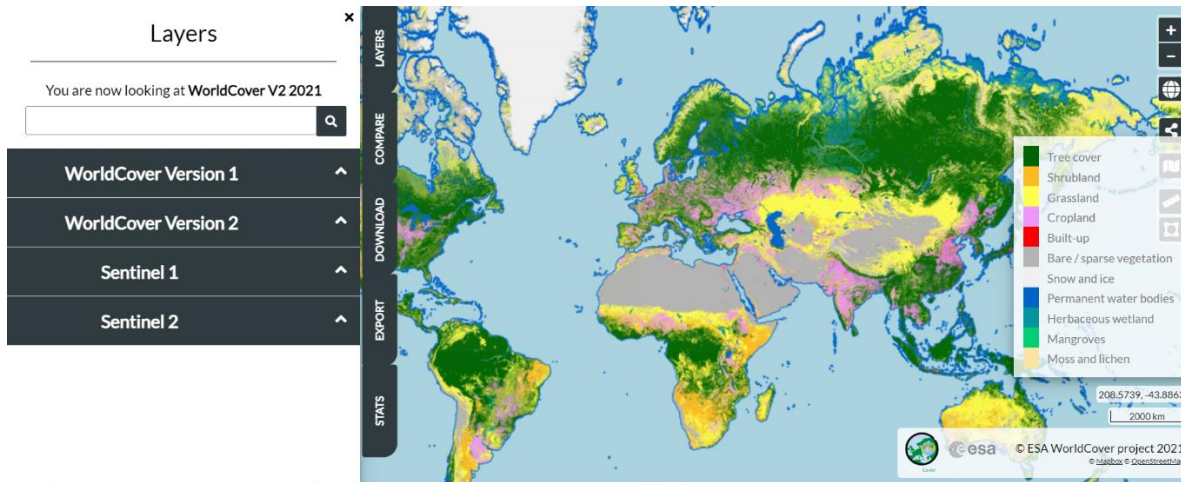 ×
Layers
You are now looking at WorldCover V2 2021
WorldCover Version 1
WorldCover Version 2
Sentinel 1
Sentinel 2
LAYERS
COMPARE
DOWNLOAD
EXPORT
STATS
+
−
Tree cover
Shrubland
Grassland
Cropland
Built-up
Bare / sparse vegetation
Snow and ice
Permanent water bodies
Herbaceous wetland
Mangroves
Moss and lichen
208.5739, -43.8863
2000 km
esa
© ESA WorldCover project 2021
© Mapbox © OpenStreetMap